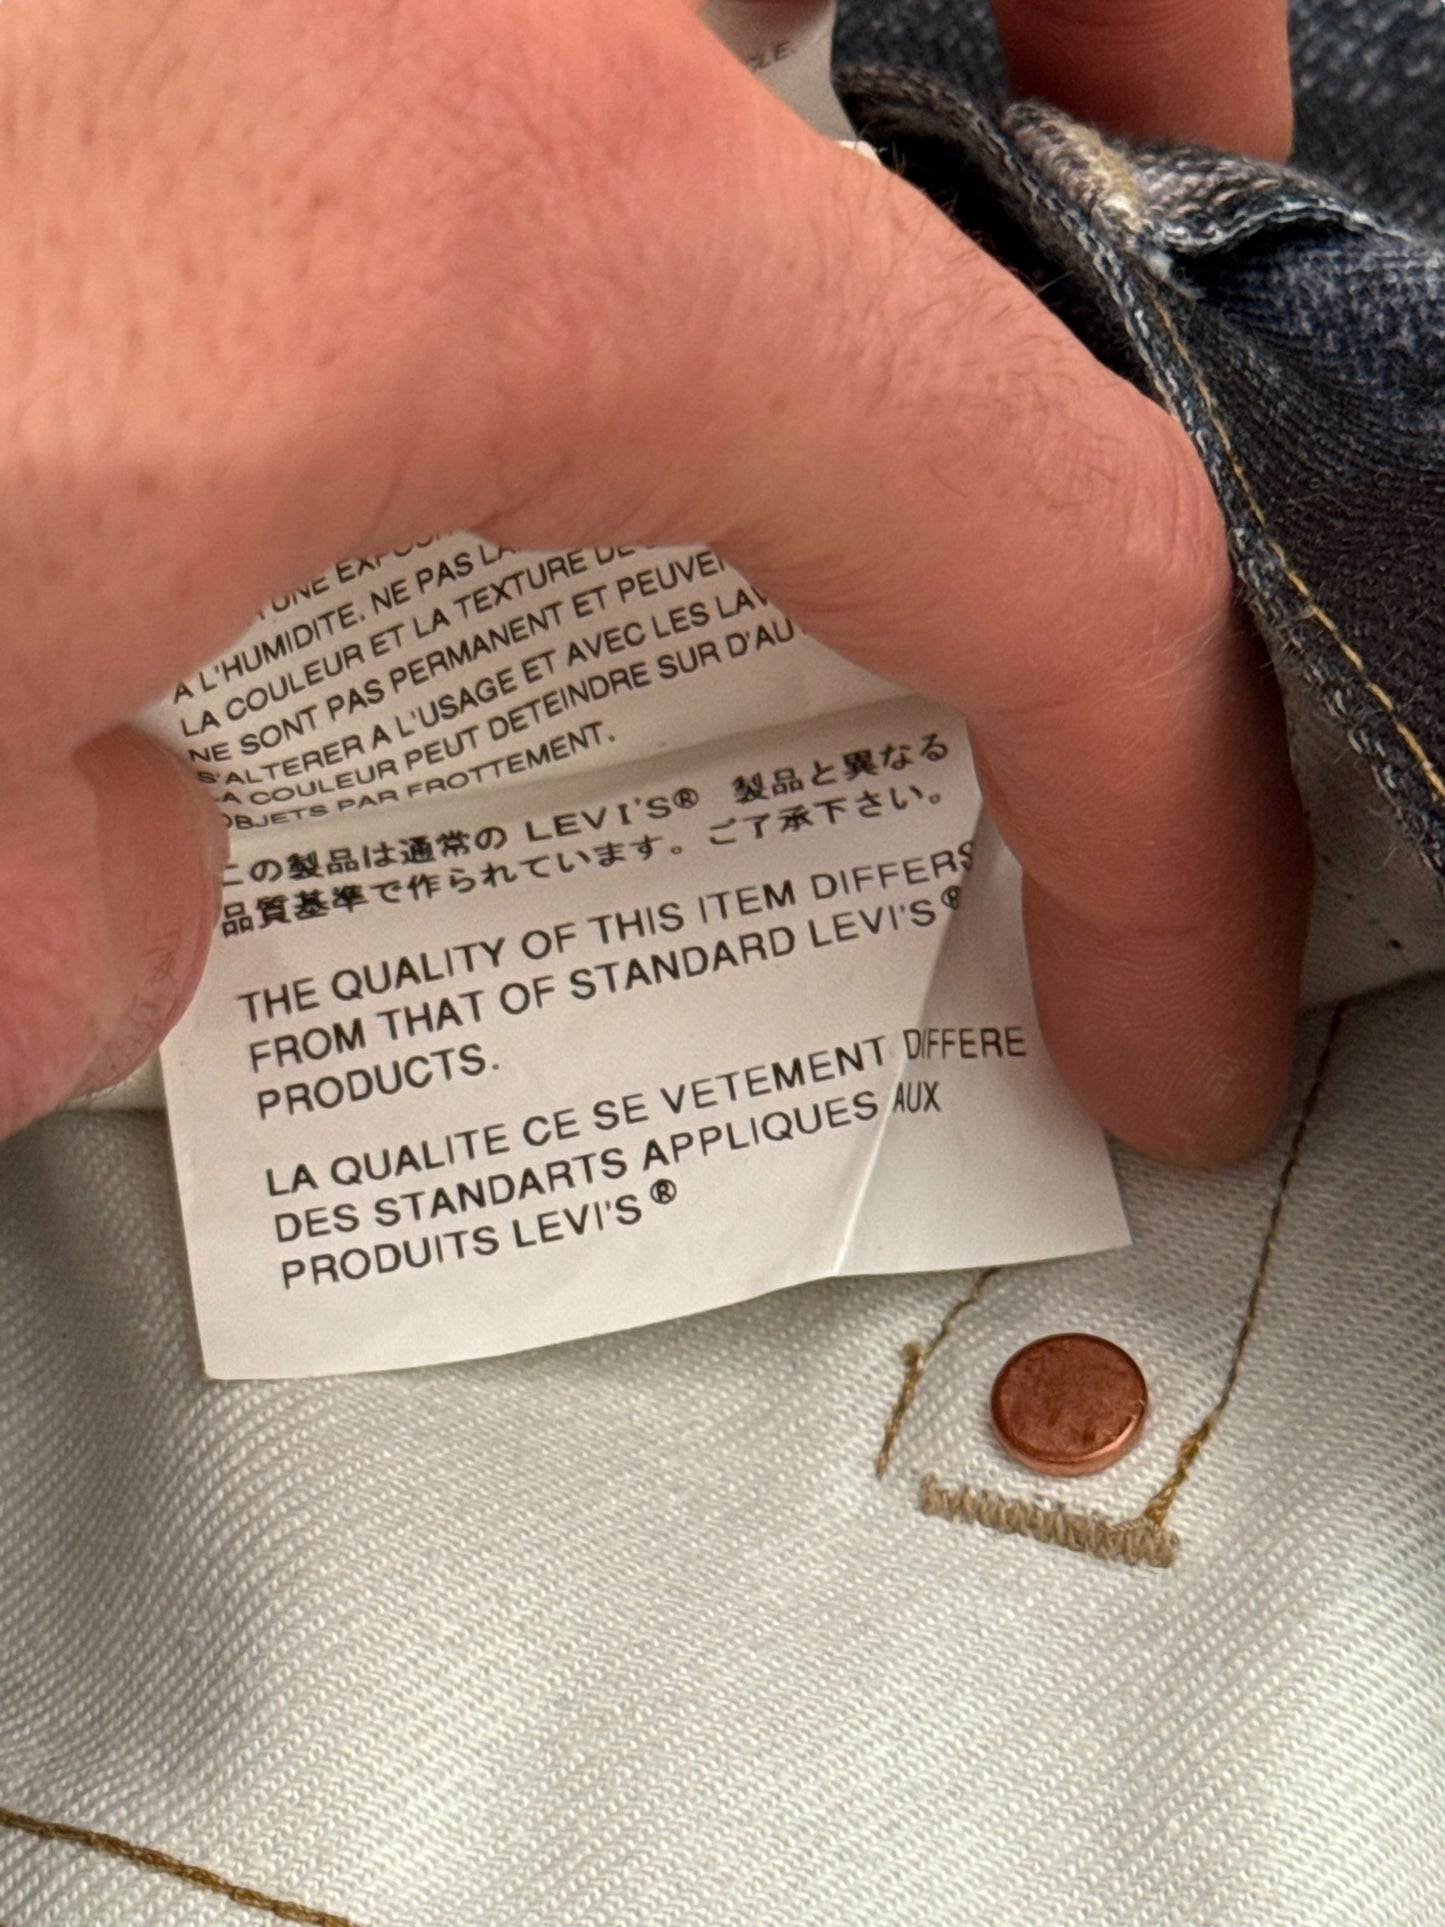 CLE.
UNE
A L'HUMIDITE. NE PAS
LA COULEUR ET LA TEXTURE
NE SONT PAS PERMANENT ET
S'ALTERER A L'USAGE ET AVEC LES
LA COULEUR PEUT DETEINDRE SUR
OBJETS PAR FROTTEMENT.
この製品は通常の LEVI'S® 製品と異なる
品質基準で作られています。ご了承下さい。
THE QUALITY OF THIS ITEM DIFFERS
FROM THAT OF STANDARD LEVI'S®
PRODUCTS.
LA QUALITE CE SE VETEMENT DIFFERE
DES STANDARTS APPLIQUES AUX
PRODUITS LEVI'S®